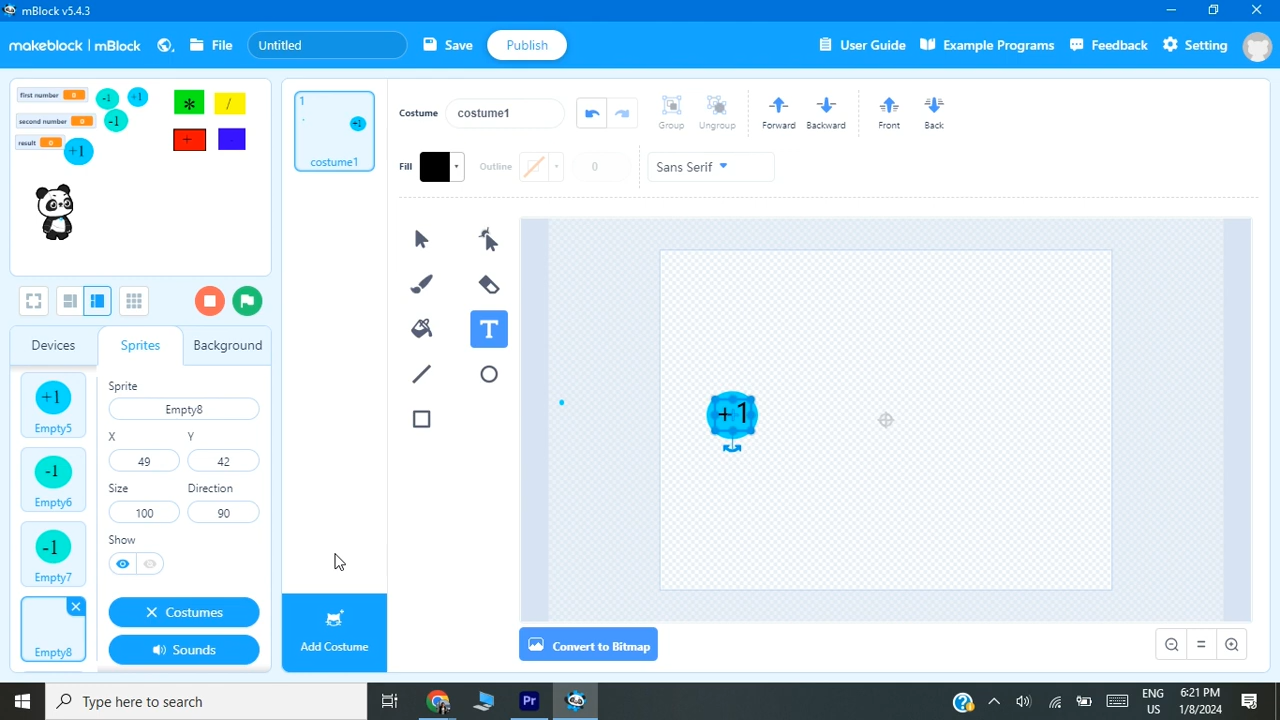 mBlock v5.4.3
makeblock | mBlock
File
Untitled
Save
Publish
User Guide
Example Programs
Feedback
Setting
first number 0
second number 0
result 0
-1
+1
-1
+1
*
/
+
1
+1
costume1
Costume
costume1
Group
Ungroup
Forward
Backward
Front
Back
Fill
Outline
0
Sans Serif
T
+1
Devices
Sprites
Background
+1
Empty5
-1
Empty6
-1
Empty7
Empty8
Sprite
Empty8
X
Y
49
42
Size
Direction
100
90
Show
Costumes
Sounds
Add Costume
Convert to Bitmap
Type here to search
Pr
ENG
US
6:21 PM
1/8/2024